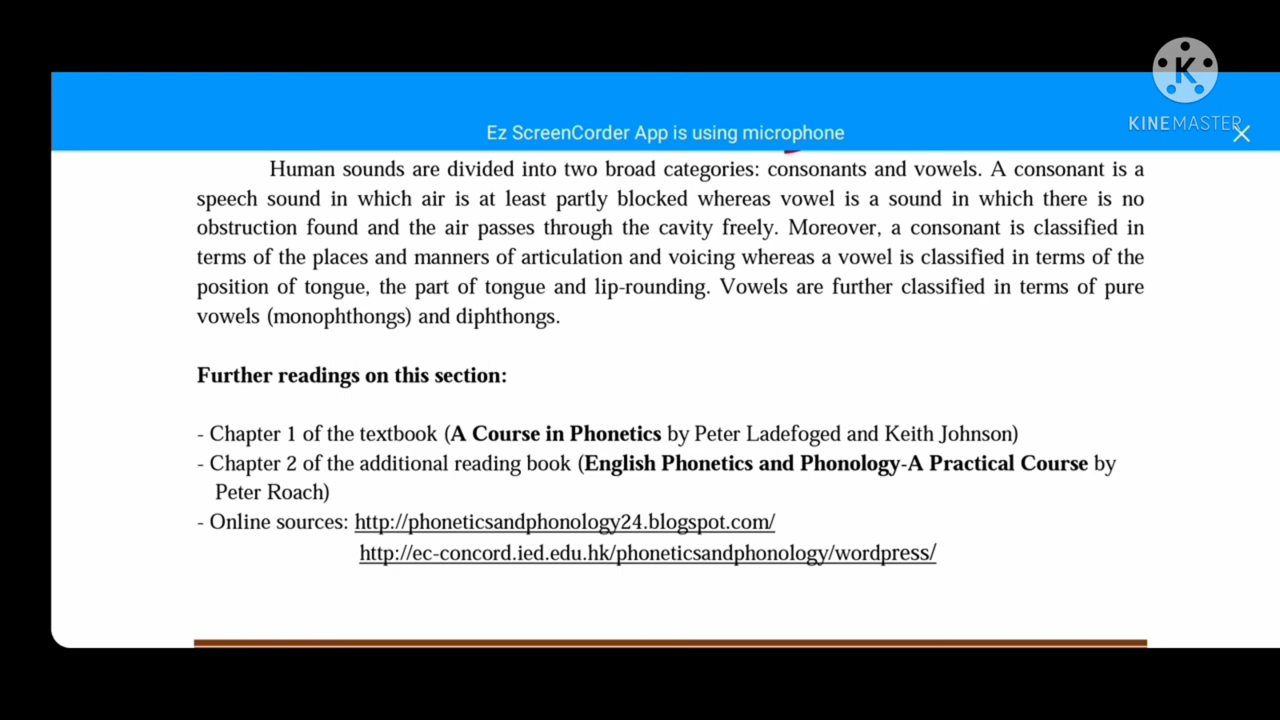 K
KINEMASTER
Ez ScreenCorder App is using microphone
Human sounds are divided into two broad categories: consonants and vowels. A consonant is a
speech sound in which air is at least partly blocked whereas vowel is a sound in which there is no
obstruction found and the air passes through the cavity freely. Moreover, a consonant is classified in
terms of the places and manners of articulation and voicing whereas a vowel is classified in terms of the
position of tongue, the part of tongue and lip-rounding. Vowels are further classified in terms of pure
vowels (monophthongs) and diphthongs.
Further readings on this section:
- Chapter 1 of the textbook (A Course in Phonetics by Peter Ladefoged and Keith Johnson)
- Chapter 2 of the additional reading book (English Phonetics and Phonology-A Practical Course by
Peter Roach)
- Online sources: http://phoneticsandphonology24.blogspot.com/
http://ec-concord.ied.edu.hk/phoneticsandphonology/wordpress/